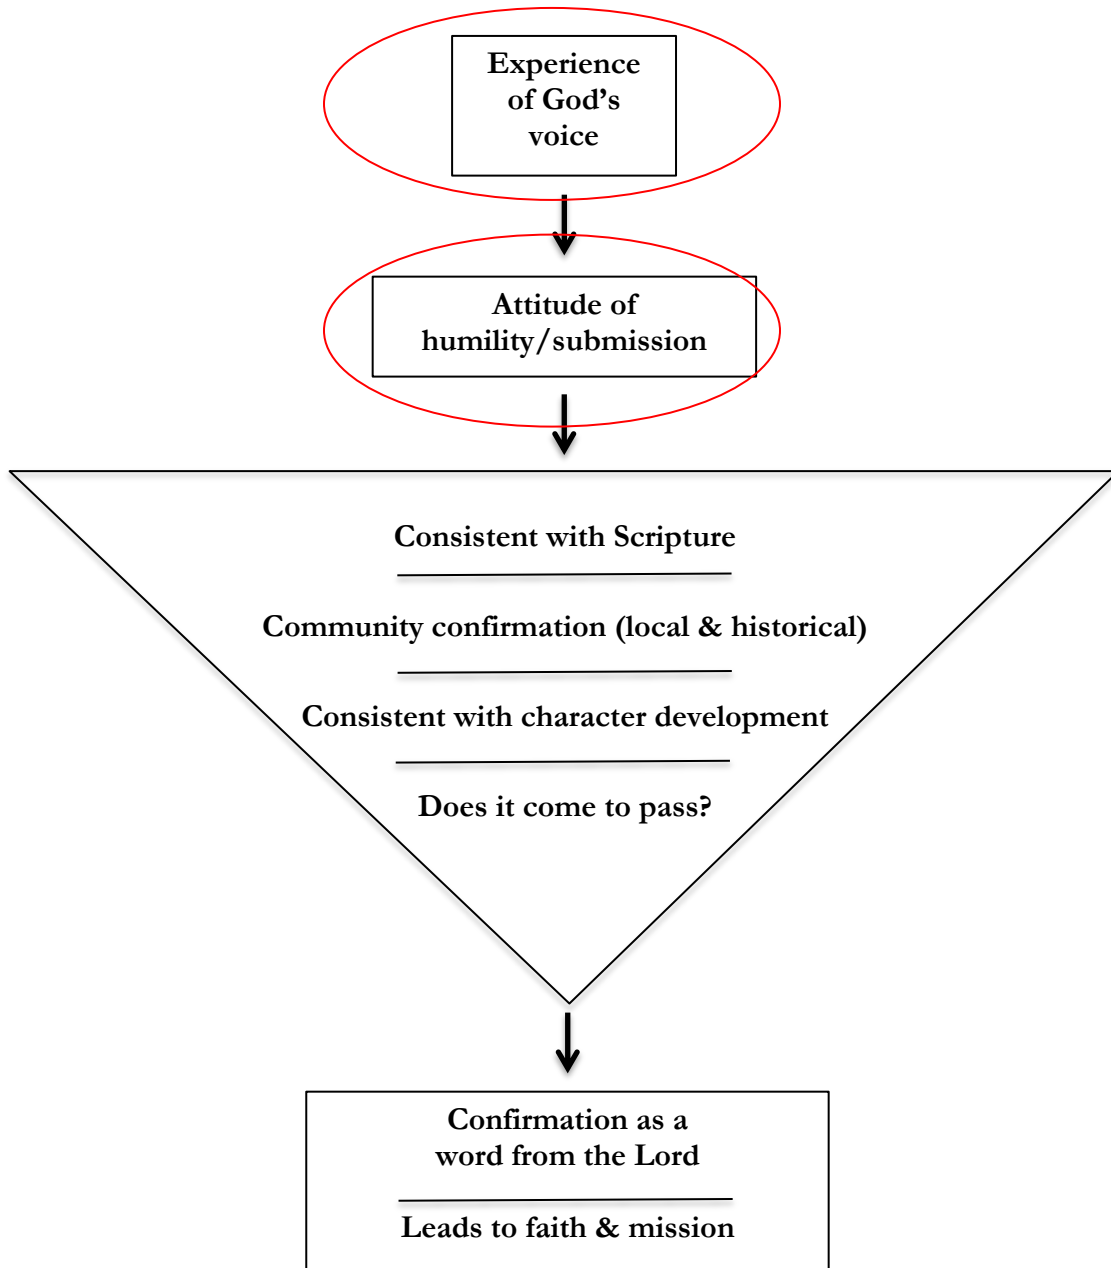 Experience
of God’s
voice
Attitude of
humility/submission
Consistent with Scripture
Community confirmation (local & historical)
Consistent with character development
Does it come to pass?
Confirmation as a
word from the Lord
Leads to faith & mission